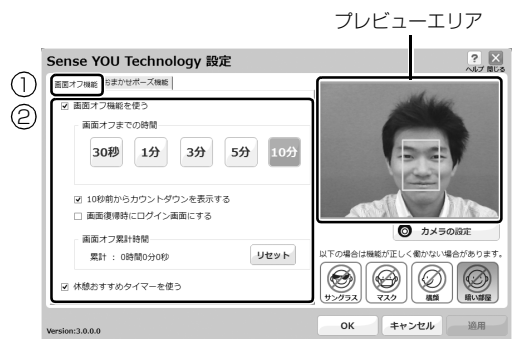 プレビューエリア
Sense YOU Technology 設定
?
ヘルプ 閉じる
① 画面オフ機能 おまかせポーズ機能
②
画面オフ機能を使う
画面オフまでの時間
30秒 1分 3分 5分 10分
10秒前からカウントダウンを表示する
画面復帰時にログイン画面にする
カメラの設定
画面オフ累計時間
累計 : 0時間0分0秒 リセット
以下の場合は機能が正しく働かない場合があります。
サングラス マスク 横顔 暗い部屋
休憩おすすめタイマーを使う
Version:3.0.0.0
OK キャンセル 適用